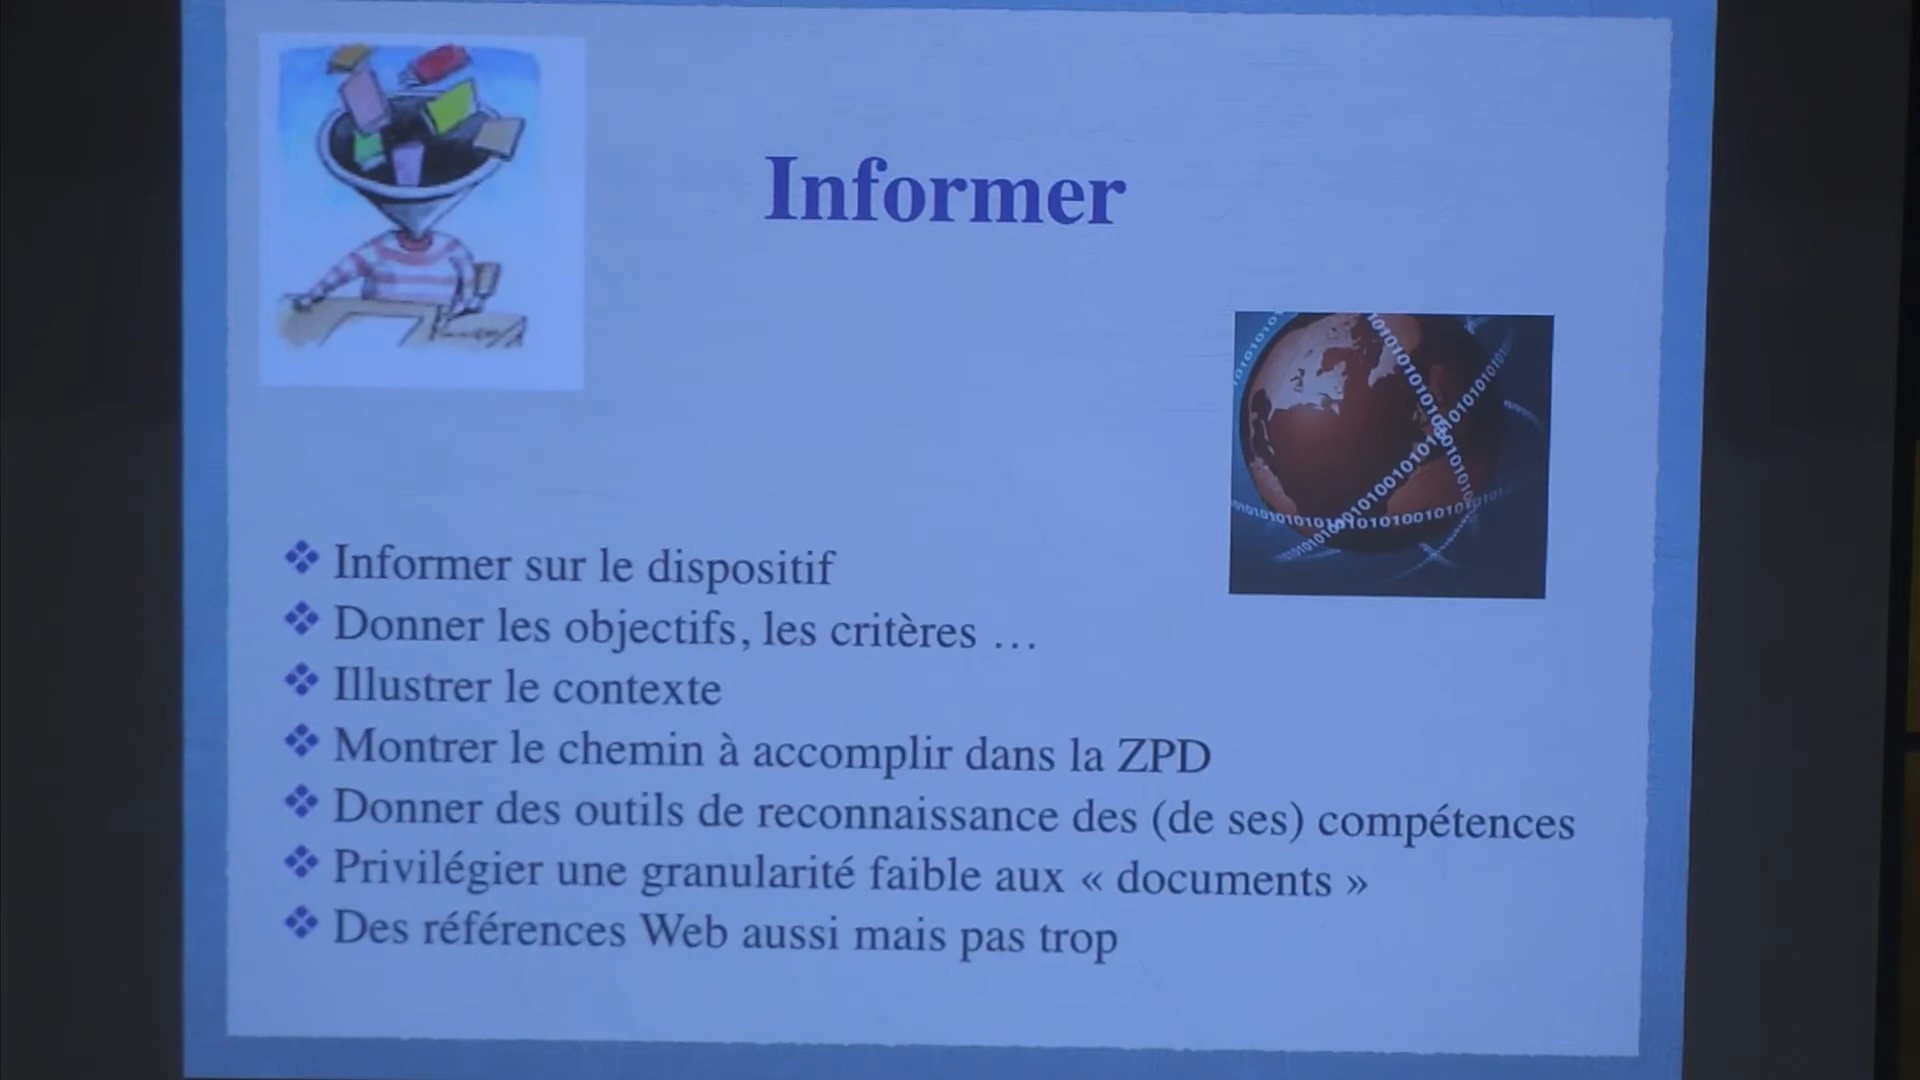 Informer
Informer sur le dispositif
Donner les objectifs, les critères …
Illustrer le contexte
Montrer le chemin à accomplir dans la ZPD
Donner des outils de reconnaissance des (de ses) compétences
Privilégier une granularité faible aux « documents »
Des références Web aussi mais pas trop